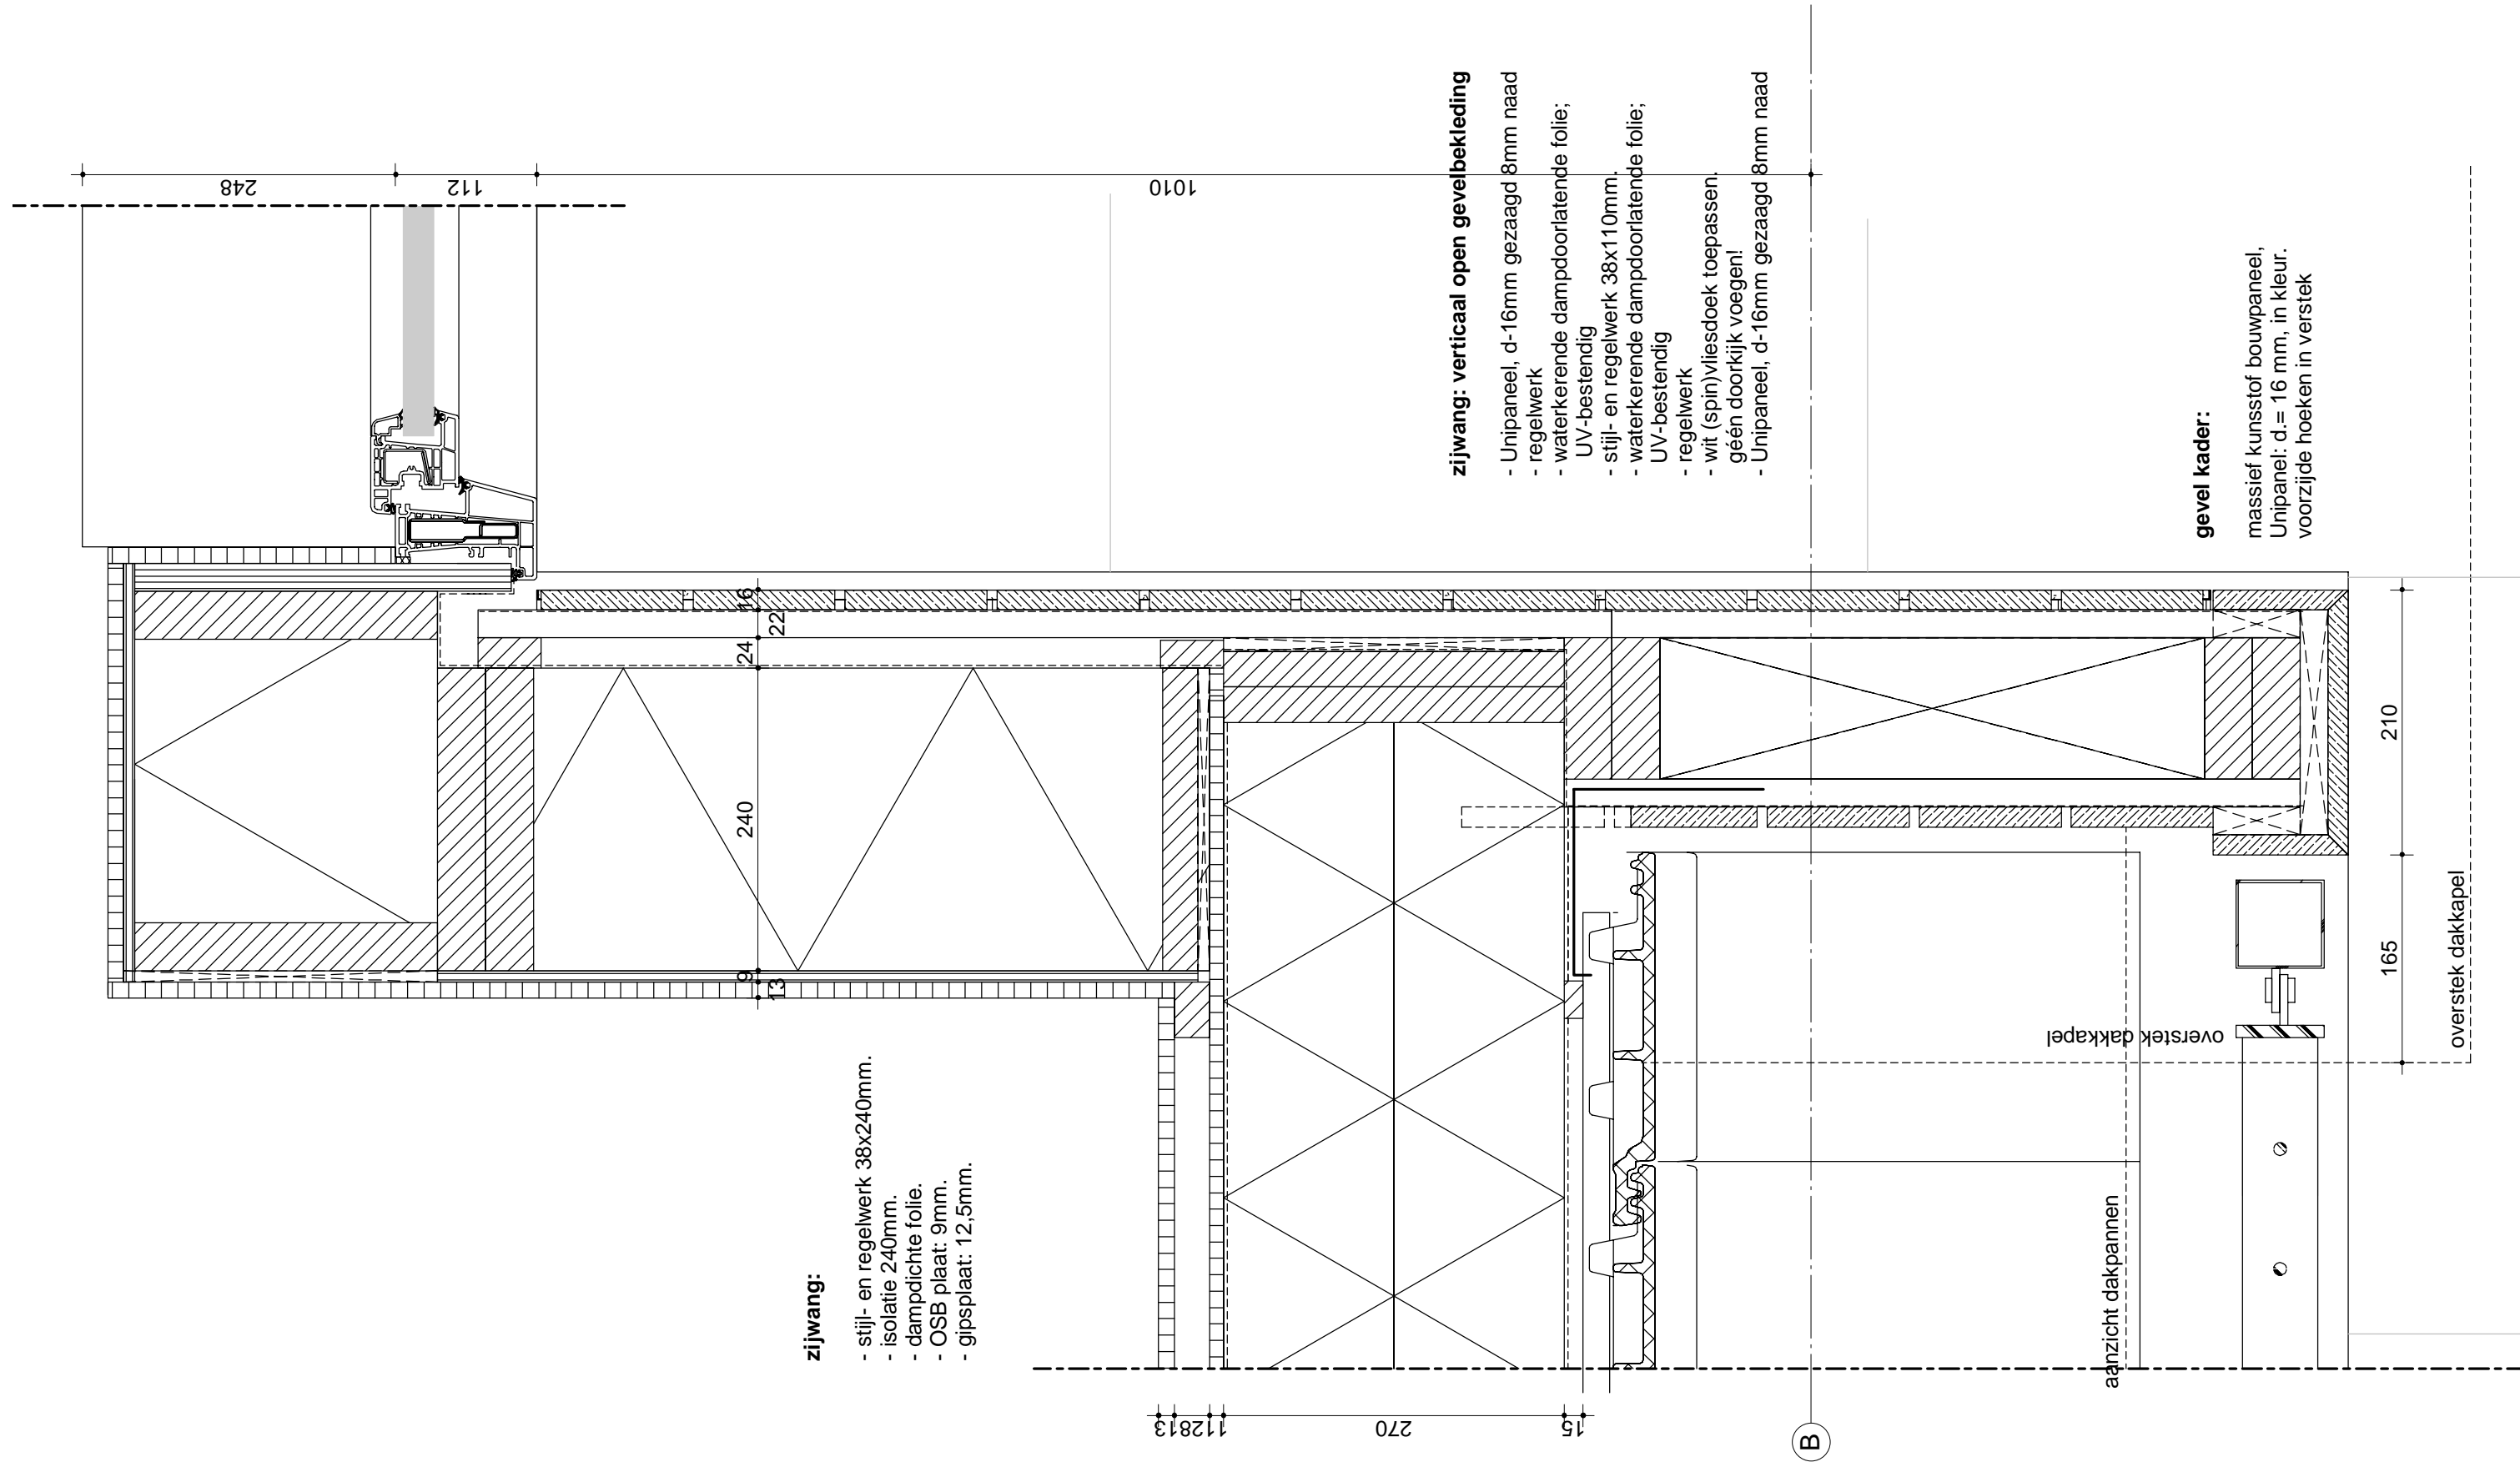 zijwang: verticaal open gevelbekleding
- Unipaneel, d-16mm gezaagd 8mm naad
- regelwerk
- waterkerende dampdoorlatende folie;
UV-bestendig
- stijl- en regelwerk 38x110mm.
- waterkerende dampdoorlatende folie;
UV-bestendig
- regelwerk
- wit (spin)vliesdoek toepassen.
géén doorkijk voegen!
- Unipaneel, d-16mm gezaagd 8mm naad
gevel kader:
massief kunsstof bouwpaneel,
Unipanel: d.= 16 mm, in kleur.
voorzijde hoeken in verstek
zijwang:
- stijl- en regelwerk 38x240mm.
- isolatie 240mm.
- dampdichte folie.
- OSB plaat: 9mm.
- gipsplaat: 12,5mm.
248
112
1010
16
22
24
240
9
13
210
165
overstek dakkapel
overstek dakkapel
aanzicht dakpannen
13
28
11
270
15
B